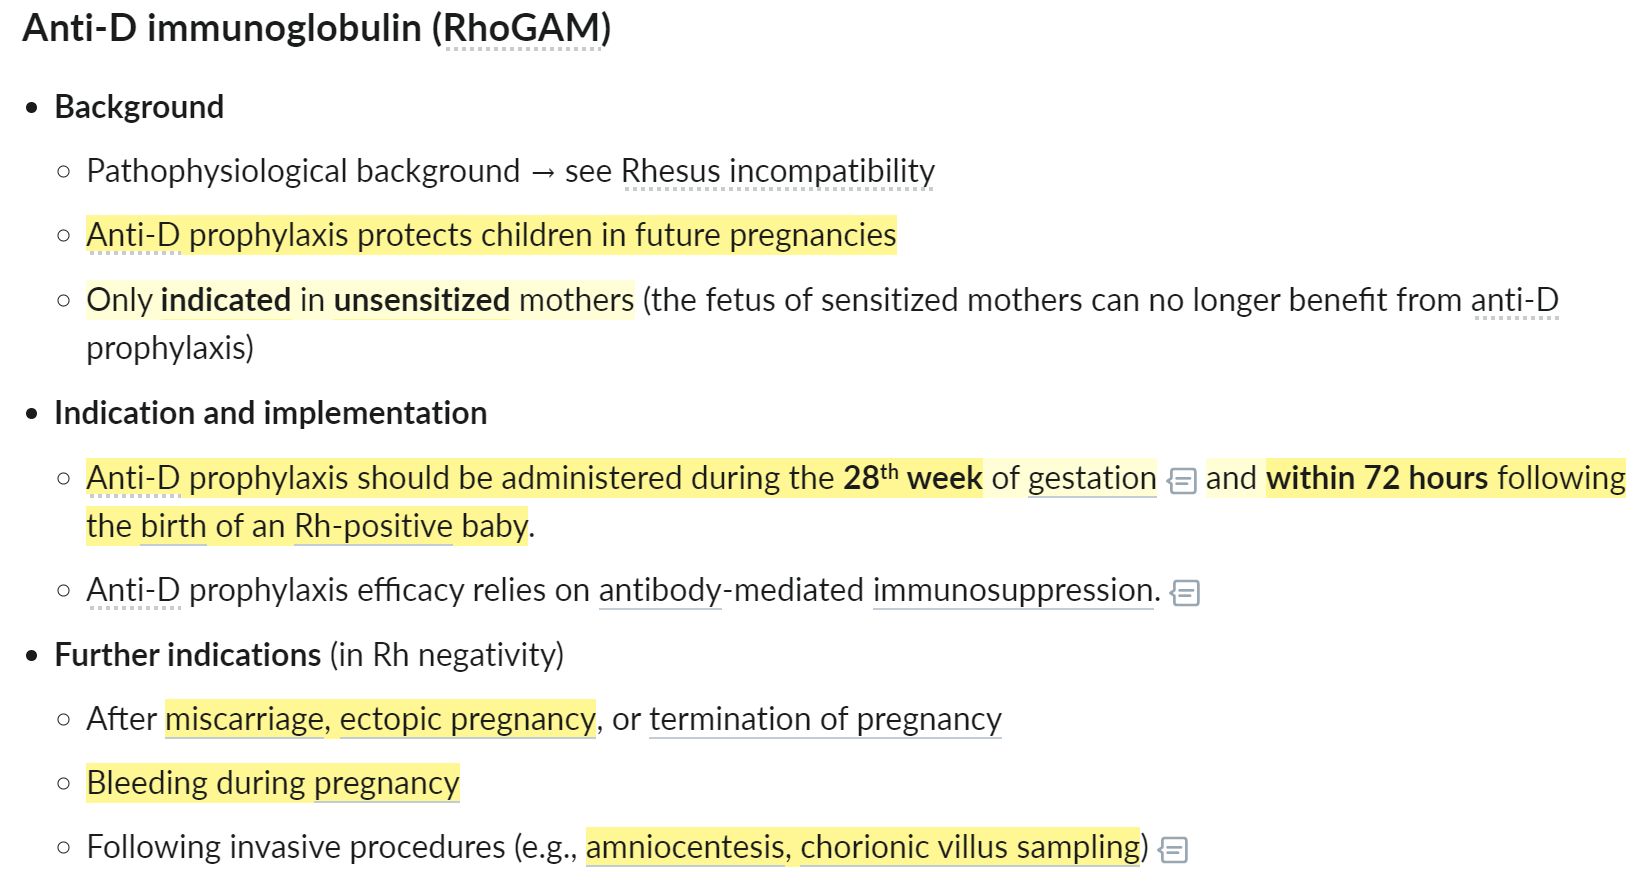 Anti-D immunoglobulin (RhoGAM)
• Background
○ Pathophysiological background → see Rhesus incompatibility
○ Anti-D prophylaxis protects children in future pregnancies
○ Only indicated in unsensitized mothers (the fetus of sensitized mothers can no longer benefit from anti-D
prophylaxis)
• Indication and implementation
○ Anti-D prophylaxis should be administered during the 28th week of gestation and within 72 hours following
the birth of an Rh-positive baby.
○ Anti-D prophylaxis efficacy relies on antibody-mediated immunosuppression.
• Further indications (in Rh negativity)
○ After miscarriage, ectopic pregnancy, or termination of pregnancy
○ Bleeding during pregnancy
○ Following invasive procedures (e.g., amniocentesis, chorionic villus sampling)